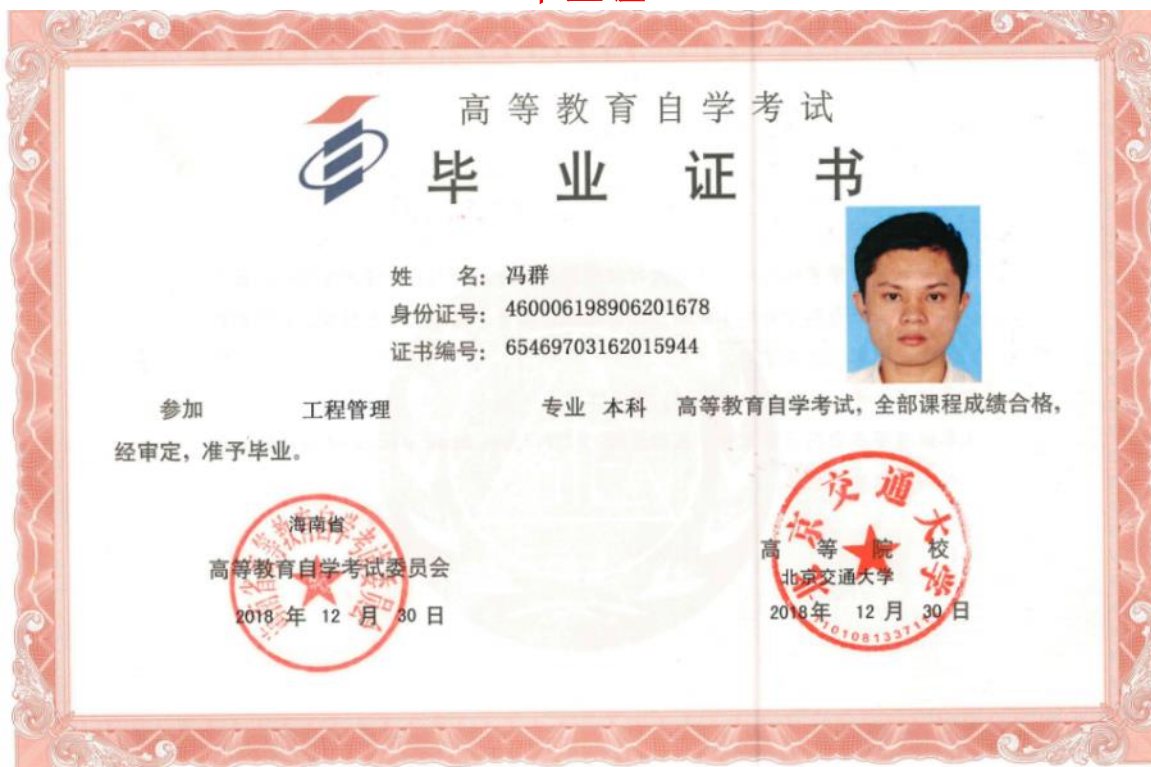 高等教育自学考试
毕业证书
姓 名：冯群
身份证号：460006198906201678
证书编号：65469703162015944
参加 工程管理 专业 本科 高等教育自学考试，全部课程成绩合格，
经审定，准予毕业。
海南省
高等教育自学考试委员会
2018 年 12 月 30 日
北京交通大学
高等院校
北京交通大学
2018年 12 月 30 日